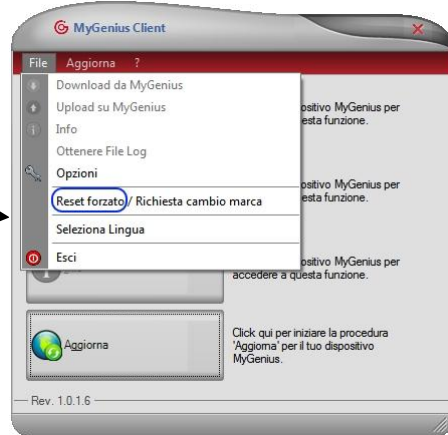 MyGenius Client
File Aggiorna ?
Download da MyGenius
Upload su MyGenius
Info
Ottenere File Log
Opzioni
Reset forzato / Richiesta cambio marca
Seleziona Lingua
Esci
ositivo MyGenius per
esta funzione.
ositivo MyGenius per
esta funzione.
ositivo MyGenius per
accedere a questa funzione.
Aggiorna
Click qui per iniziare la procedura
'Aggiorna' per il tuo dispositivo
MyGenius.
Rev. 1.0.1.6